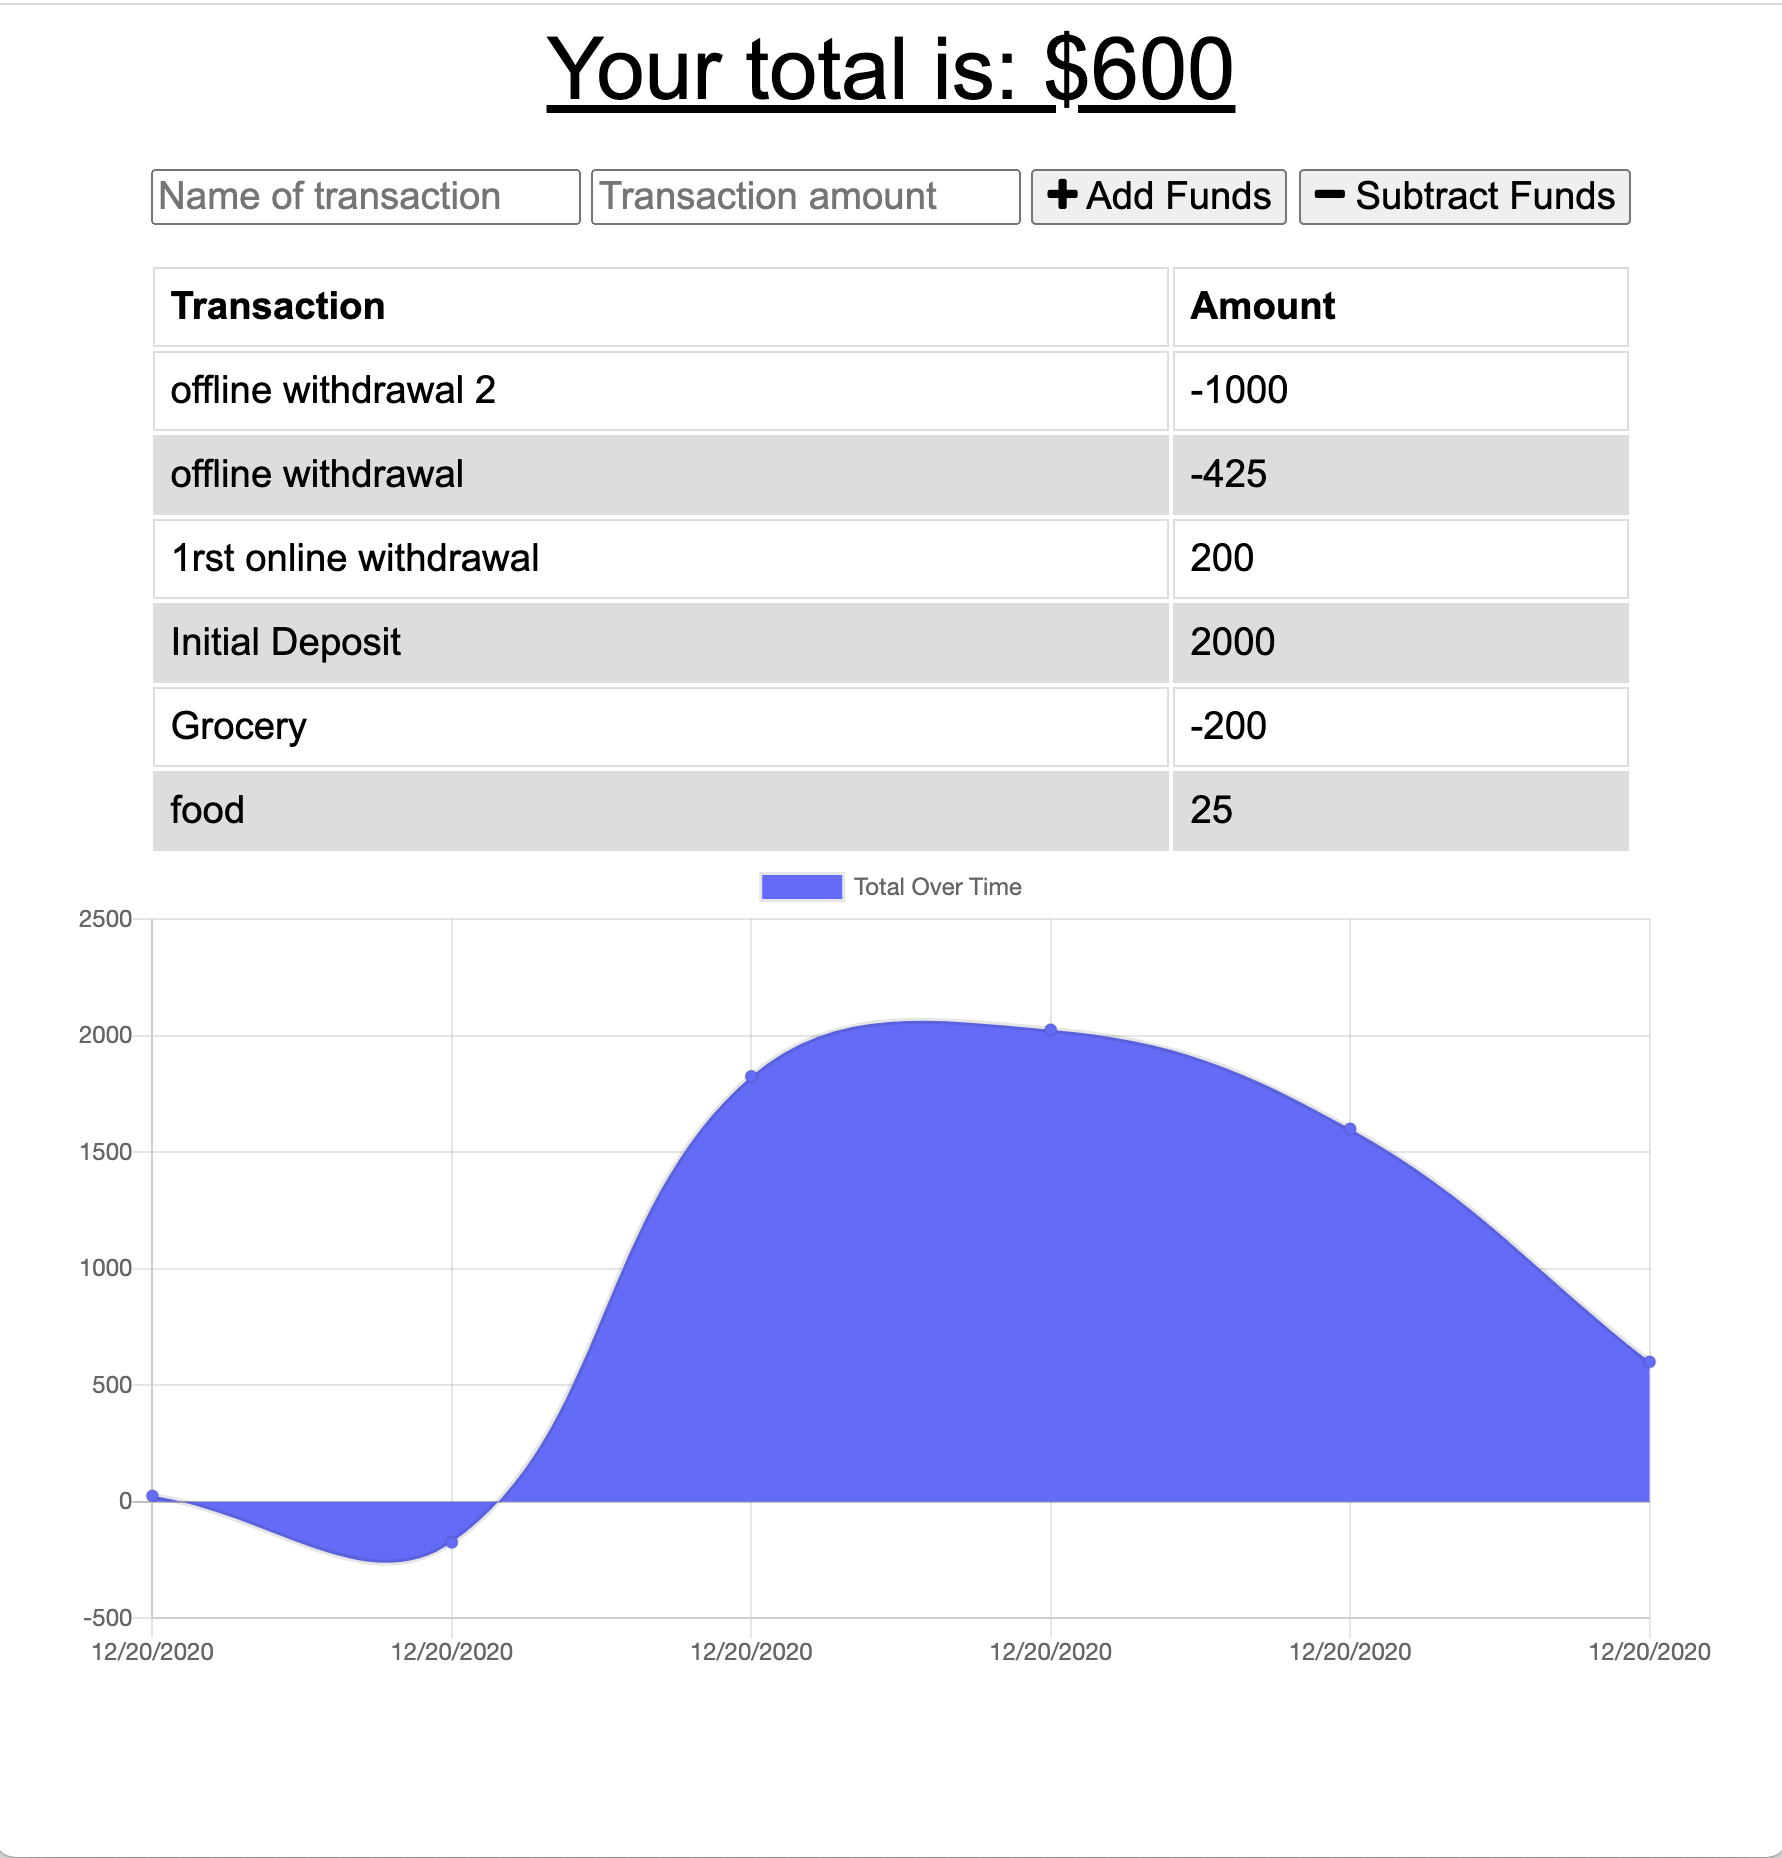 Your total is: $600
Name of transaction Transaction amount Add Funds Subtract Funds
Transaction Amount
offline withdrawal 2 -1000
offline withdrawal -425
1rst online withdrawal 200
Initial Deposit 2000
Grocery -200
food 25
Total Over Time
2500
2000
1500
1000
500
0
-500
12/20/2020 12/20/2020 12/20/2020 12/20/2020 12/20/2020 12/20/2020